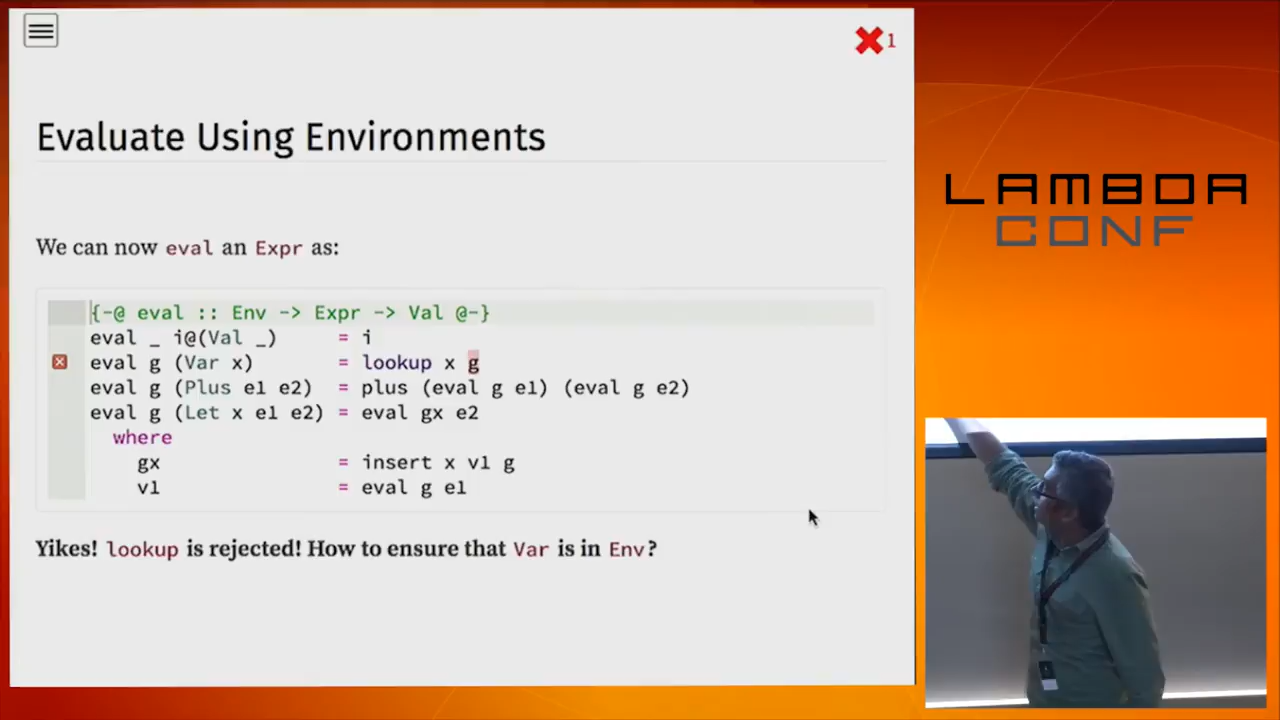 1
Evaluate Using Environments
We can now eval an Expr as:
{-@ eval :: Env -> Expr -> Val @-}
eval _ i@(Val _) = i
eval g (Var x) = lookup x g
eval g (Plus e1 e2) = plus (eval g e1) (eval g e2)
eval g (Let x e1 e2) = eval gx e2
where
gx = insert x v1 g
v1 = eval g e1
Yikes! lookup is rejected! How to ensure that Var is in Env?
LAMBDA
CONF